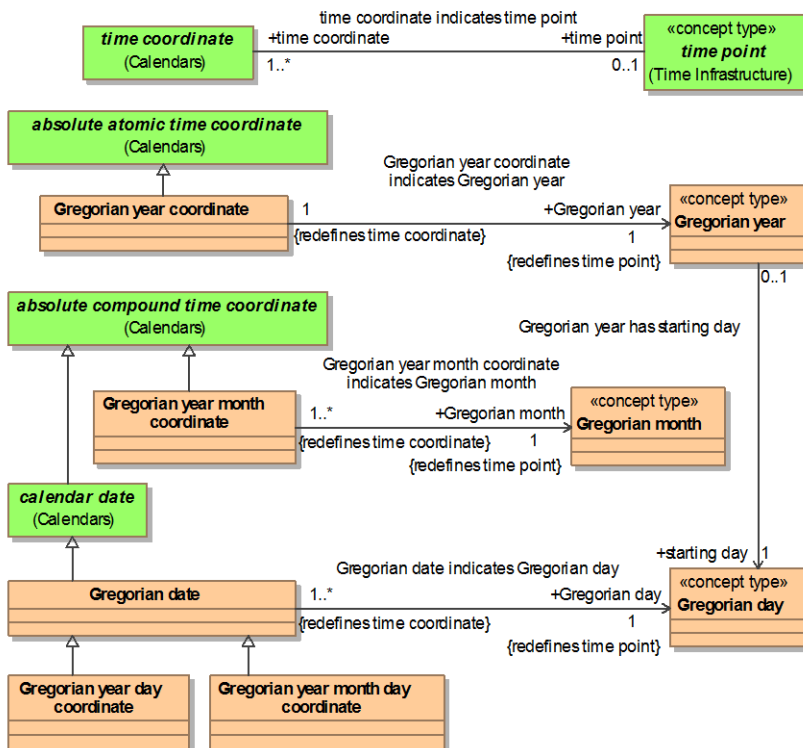 time coordinate indicates time point
time coordinate
(Calendars)
+time coordinate
1..*
+time point
0..1
«concept type»
time point
(Time Infrastructure)
absolute atomic time coordinate
(Calendars)
Gregorian year coordinate
indicates Gregorian year
Gregorian year coordinate
1
{redefines time coordinate}
+Gregorian year
1
{redefines time point}
«concept type»
Gregorian year
0..1
absolute compound time coordinate
(Calendars)
Gregorian year has starting day
Gregorian year month coordinate
indicates Gregorian month
Gregorian year month
coordinate
1..*
{redefines time coordinate}
+Gregorian month
1
{redefines time point}
«concept type»
Gregorian month
calendar date
(Calendars)
+starting day
1
Gregorian date indicates Gregorian day
Gregorian date
1..*
{redefines time coordinate}
+Gregorian day
1
{redefines time point}
«concept type»
Gregorian day
Gregorian year day
coordinate
Gregorian year month day
coordinate